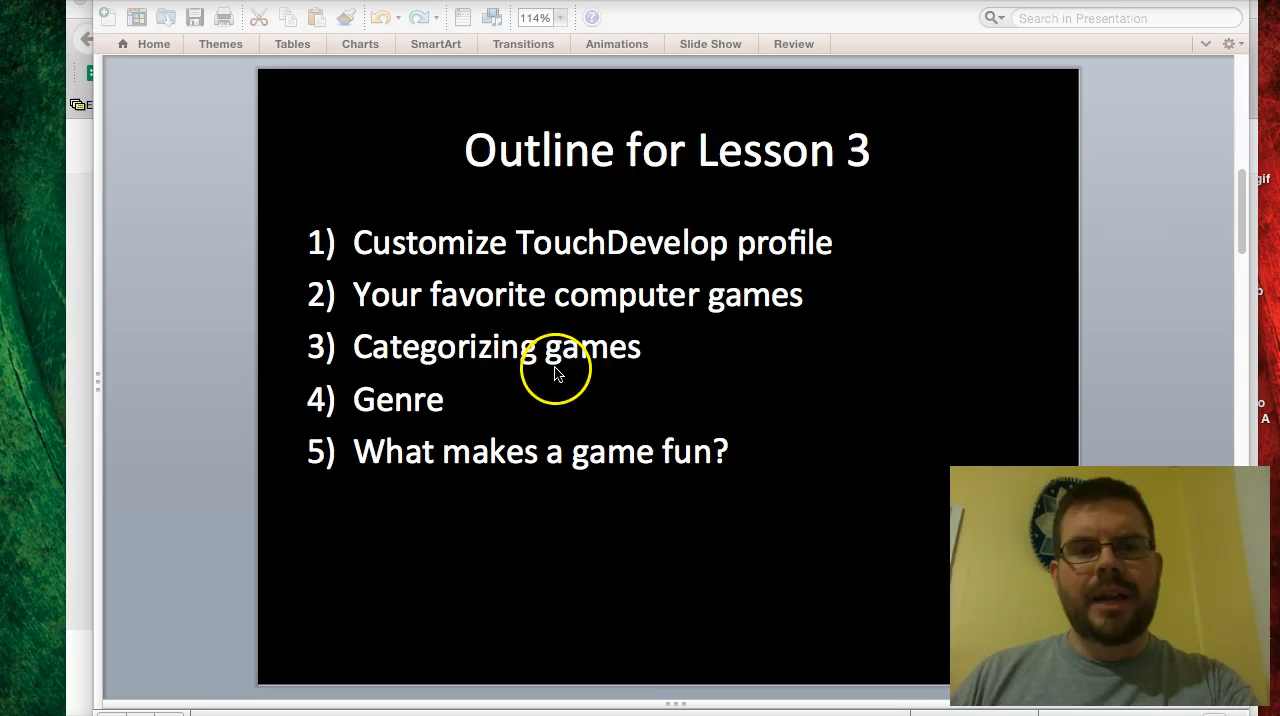 114%
Search in Presentation
Home Themes Tables Charts SmartArt Transitions Animations Slide Show Review
gif
E
Outline for Lesson 3
1) Customize TouchDevelop profile
2) Your favorite computer games
3) Categorizing games
4) Genre
5) What makes a game fun?
o
o
A